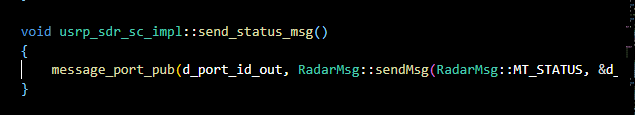 void usrp_sdr_sc_impl::send_status_msg()
{
message_port_pub(d_port_id_out, RadarMsg::sendMsg(RadarMsg::MT_STATUS, &d_
}